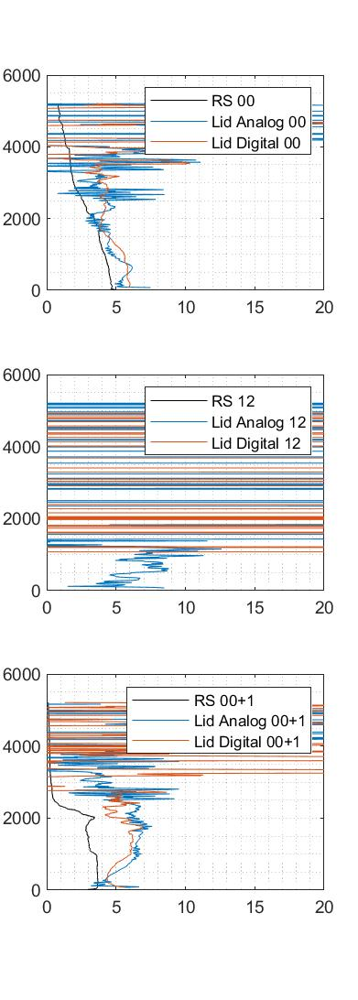 6000
RS 00
Lid Analog 00
Lid Digital 00
4000
2000
0
0 5 10 15 20
6000
RS 12
Lid Analog 12
Lid Digital 12
4000
2000
0
0 5 10 15 20
6000
RS 00+1
Lid Analog 00+1
Lid Digital 00+1
4000
2000
0
0 5 10 15 20